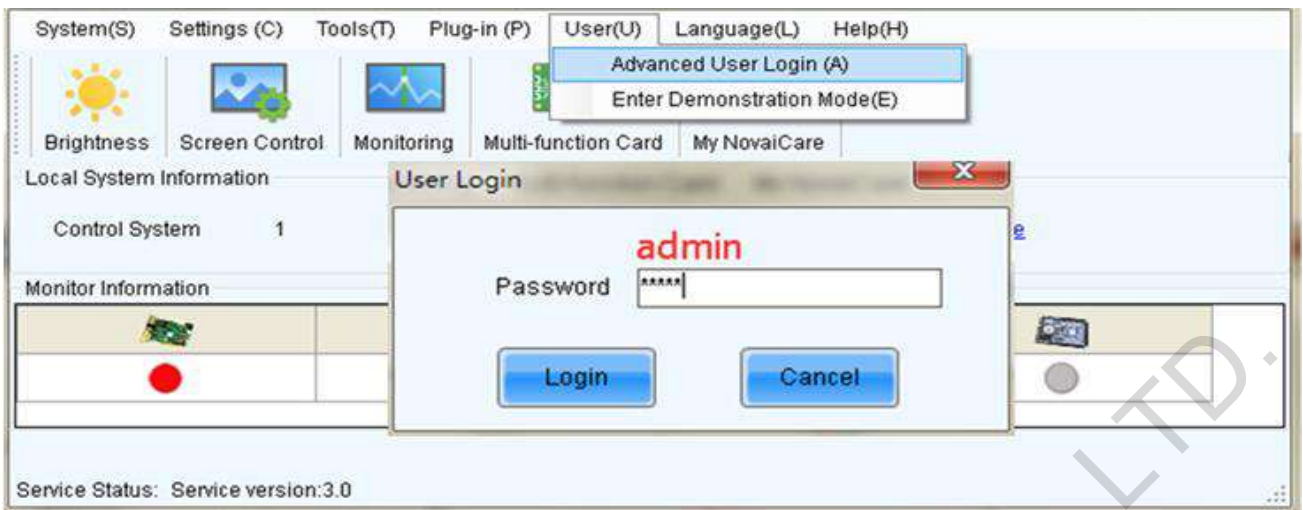 System(S) Settings (C) Tools(T) Plug-in (P) User(U) Language(L) Help(H)
Advanced User Login (A)
Enter Demonstration Mode(E)
Brightness Screen Control Monitoring Multi-function Card My NovaiCare
Local System Information
User Login
Control System 1
e
admin
Monitor Information
Password *****
Login Cancel
Service Status: Service version:3.0
LTD.